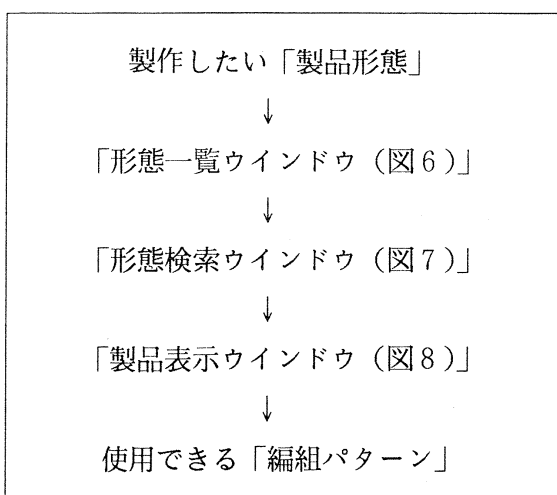 製作したい「製品形態」
↓
「形態一覧ウインドウ（図６）」
↓
「形態検索ウインドウ（図７）」
↓
「製品表示ウインドウ（図８）」
↓
使用できる「編組パターン」